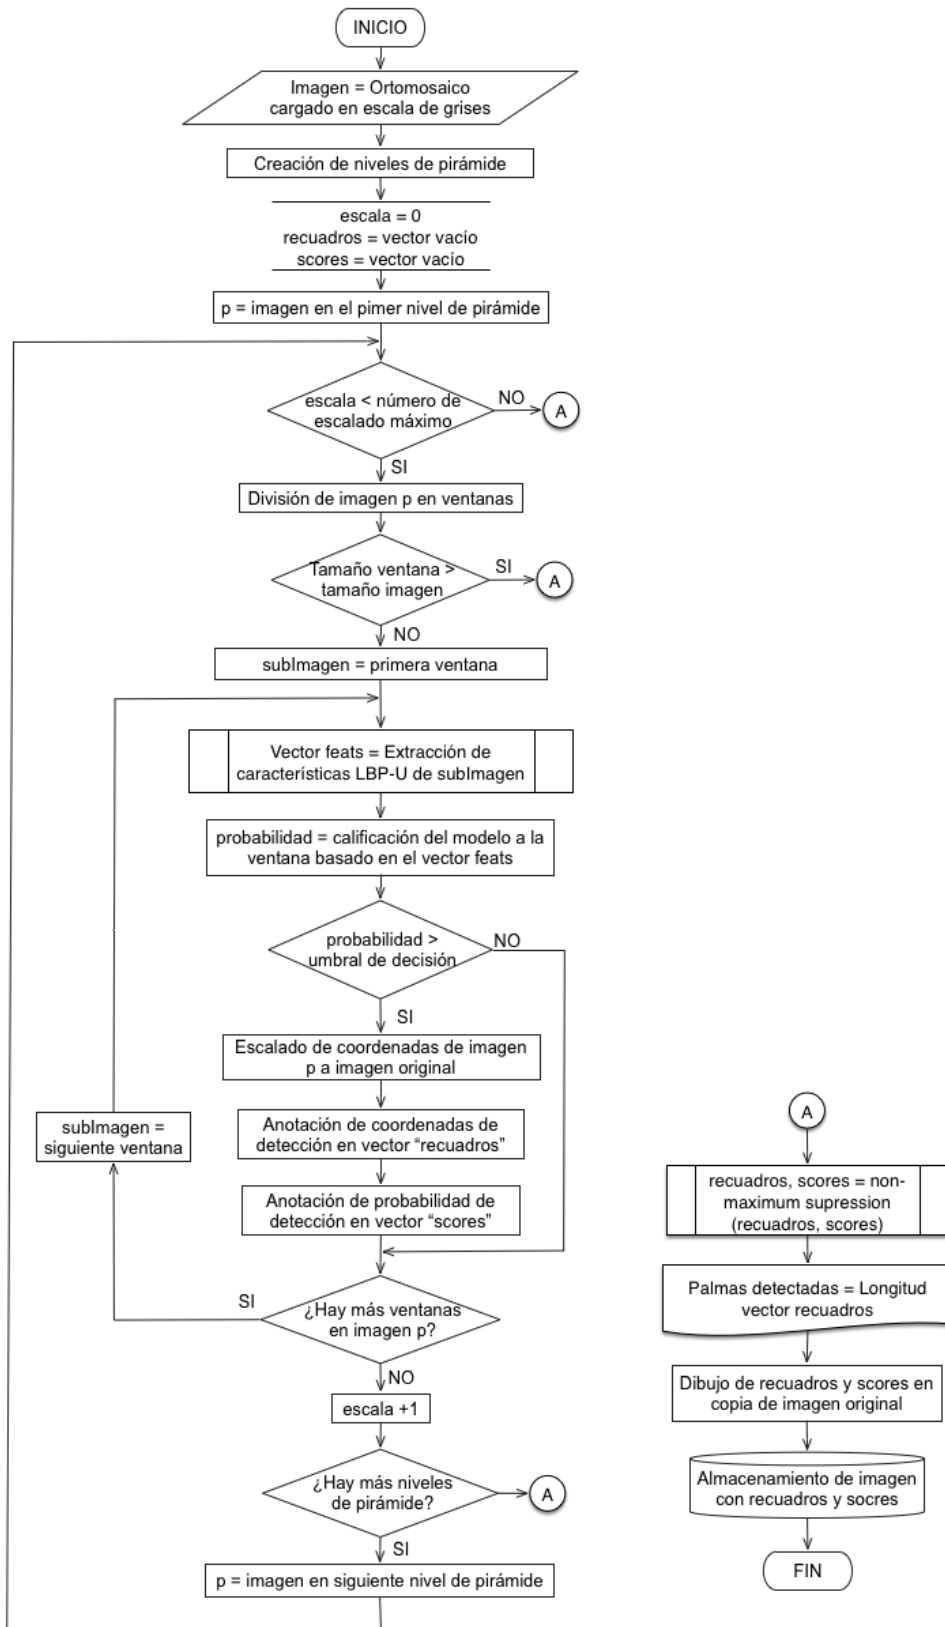 INICIO
Imagen = Ortomosaico
cargado en escala de grises
Creación de niveles de pirámide
escala = 0
recuadros = vector vacío
scores = vector vacío
p = imagen en el pimer nivel de pirámide
escala < número de
escalado máximo
NO
A
SI
División de imagen p en ventanas
Tamaño ventana >
tamaño imagen
SI
A
NO
subImagen = primera ventana
Vector feats = Extracción de
características LBP-U de subImagen
probabilidad = calificación del modelo a la
ventana basado en el vector feats
probabilidad >
umbral de decisión
NO
SI
Escalado de coordenadas de imagen
p a imagen original
Anotación de coordenadas de
detección en vector “recuadros”
Anotación de probabilidad de
detección en vector “scores”
subImagen =
siguiente ventana
¿Hay más ventanas
en imagen p?
SI
NO
escala +1
¿Hay más niveles
de pirámide?
A
SI
p = imagen en siguiente nivel de pirámide
A
recuadros, scores = non-
maximum supression
(recuadros, scores)
Palmas detectadas = Longitud
vector recuadros
Dibujo de recuadros y scores en
copia de imagen original
Almacenamiento de imagen
con recuadros y socres
FIN